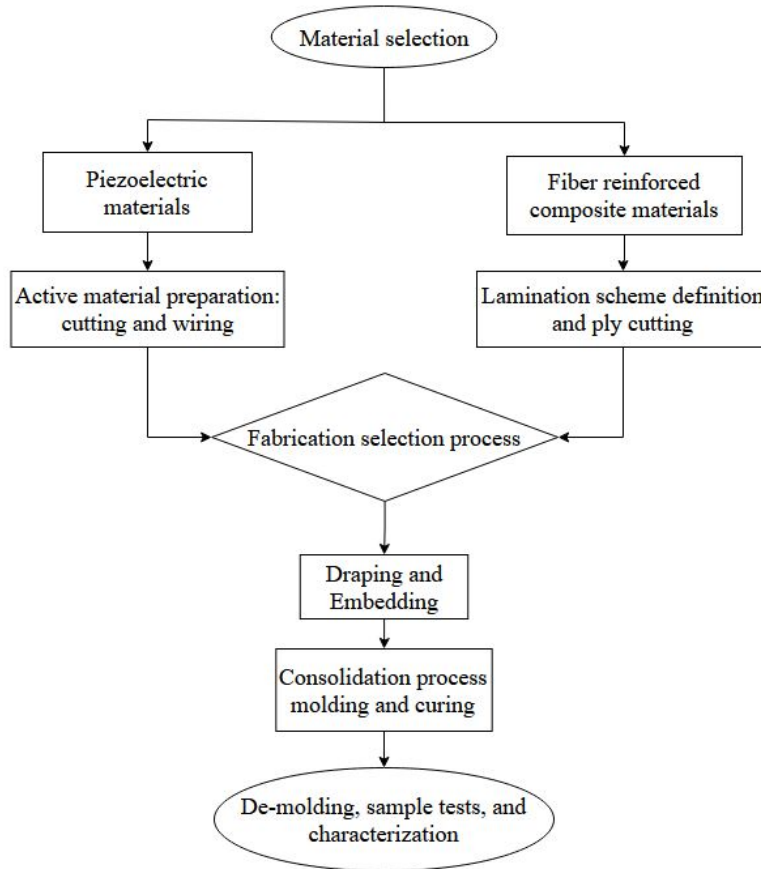 Material selection
Piezoelectric
materials
Fiber reinforced
composite materials
Active material preparation:
cutting and wiring
Lamination scheme definition
and ply cutting
Fabrication selection process
Draping and
Embedding
Consolidation process
molding and curing
De-molding, sample tests, and
characterization